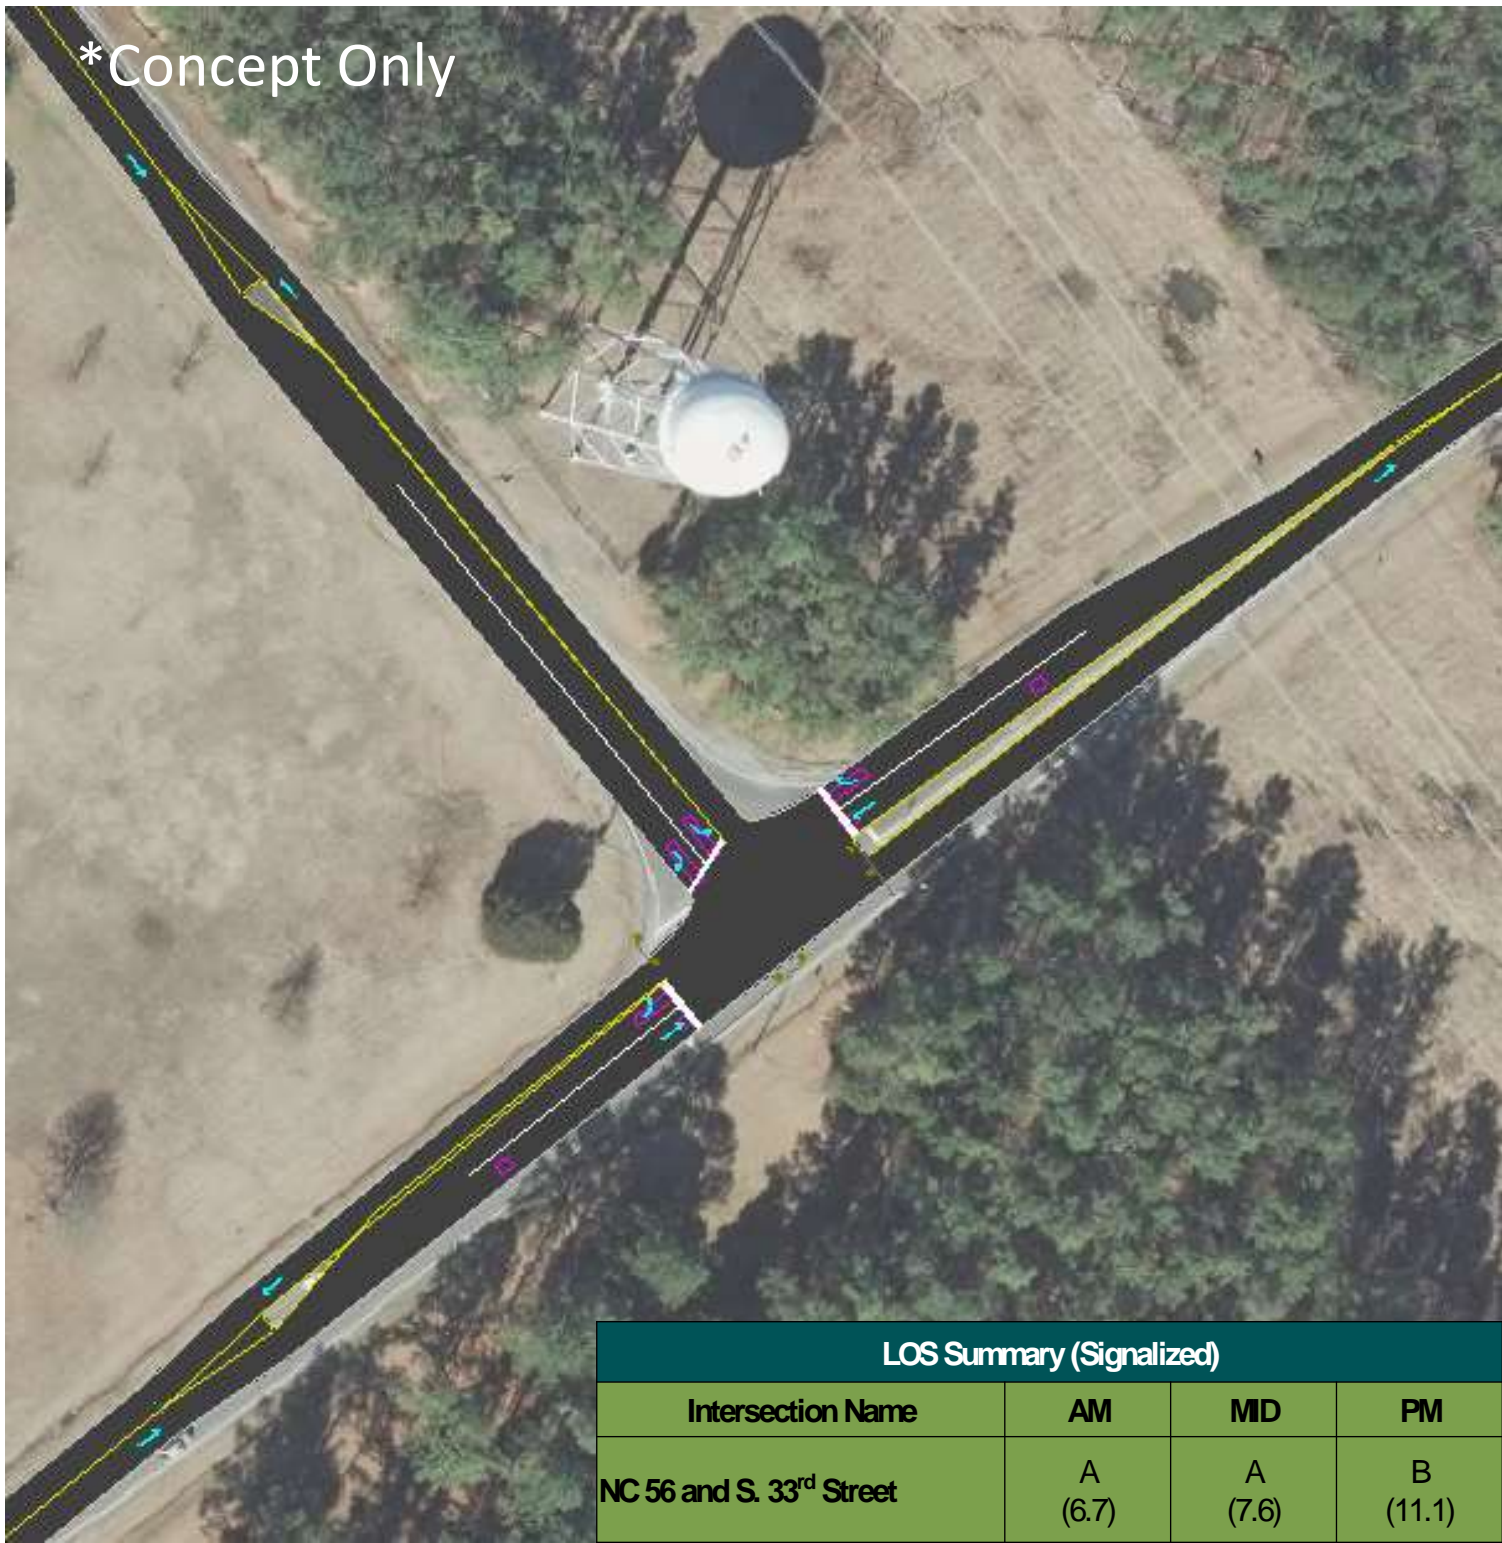 *Concept Only
LOS Summary (Signalized)
Intersection Name AM MID PM
NC 56 and S. 33rd Street A (6.7) A (7.6) B (11.1)